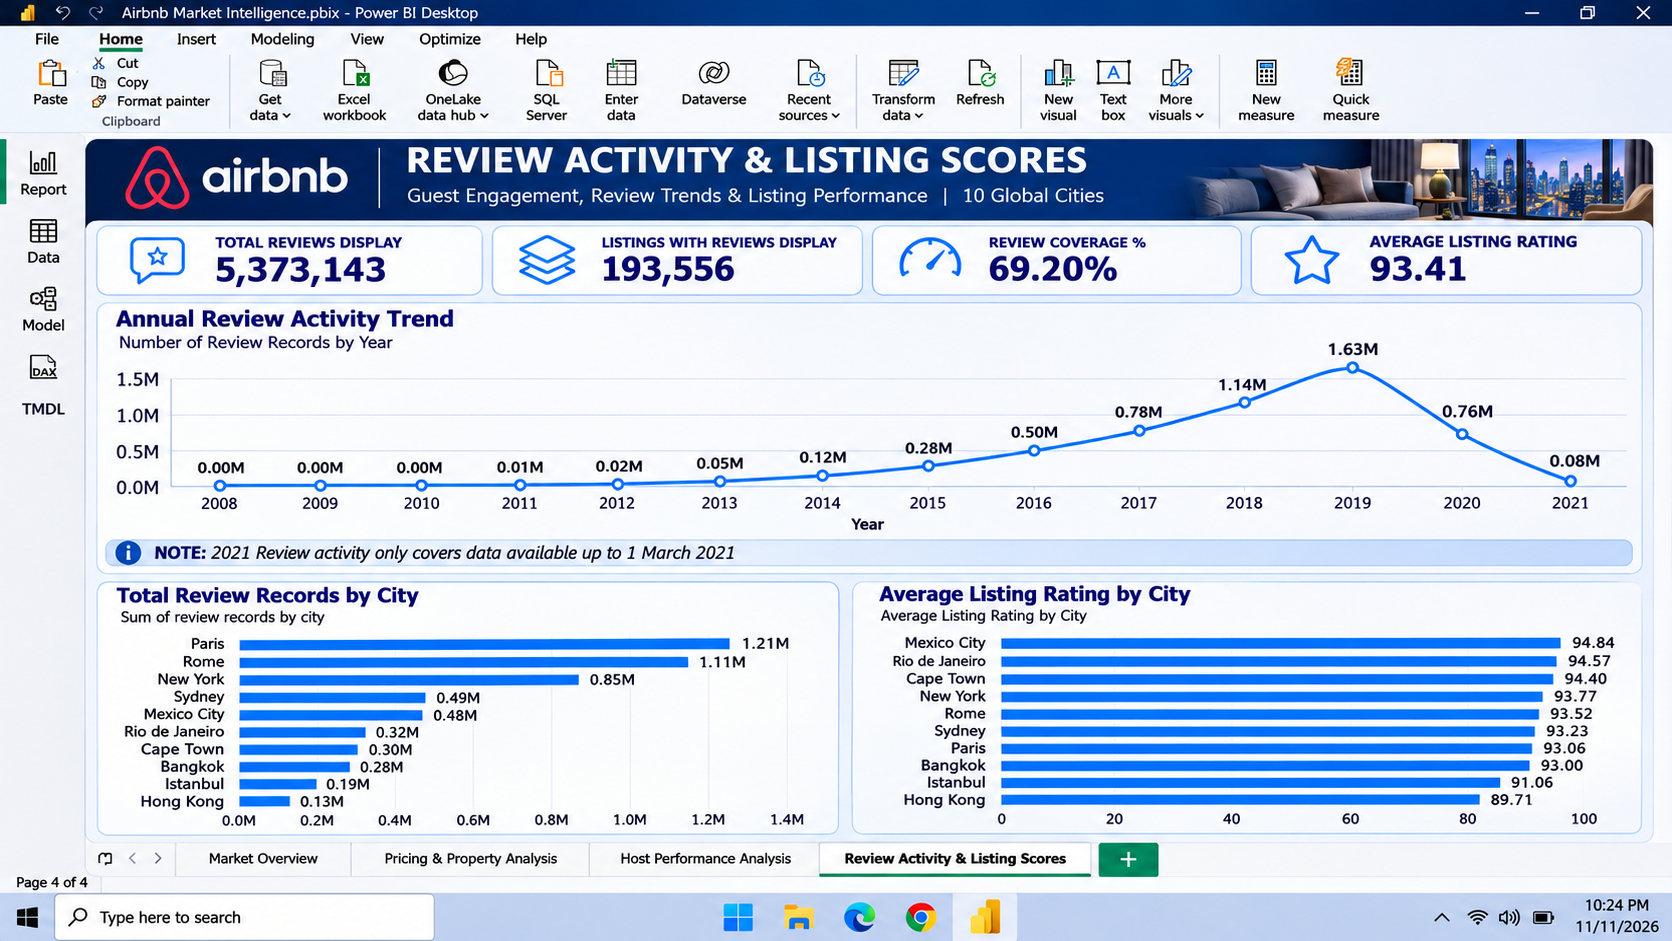 Airbnb Market Intelligence.pbix - Power BI Desktop
File Home Insert Modeling View Optimize Help
Paste
Cut
Copy
Format painter
Clipboard
Get data
Excel workbook
OneLake data hub
SQL Server
Enter data
Dataverse
Recent sources
Transform data
Refresh
New visual
A
Text box
More visuals
New measure
Quick measure
Report
Data
Model
DAX
TMDL
airbnb
REVIEW ACTIVITY & LISTING SCORES
Guest Engagement, Review Trends & Listing Performance | 10 Global Cities
TOTAL REVIEWS DISPLAY
5,373,143
LISTINGS WITH REVIEWS DISPLAY
193,556
REVIEW COVERAGE %
69.20%
AVERAGE LISTING RATING
93.41
Annual Review Activity Trend
Number of Review Records by Year
1.5M
1.0M
0.5M
0.0M
0.00M 0.00M 0.00M 0.01M 0.02M 0.05M 0.12M 0.28M 0.50M 0.78M 1.14M 1.63M 0.76M 0.08M
2008 2009 2010 2011 2012 2013 2014 2015 2016 2017 2018 2019 2020 2021
Year
i NOTE: 2021 Review activity only covers data available up to 1 March 2021
Total Review Records by City
Sum of review records by city
Paris 1.21M
Rome 1.11M
New York 0.85M
Sydney 0.49M
Mexico City 0.48M
Rio de Janeiro 0.32M
Cape Town 0.30M
Bangkok 0.28M
Istanbul 0.19M
Hong Kong 0.13M
0.0M 0.2M 0.4M 0.6M 0.8M 1.0M 1.2M 1.4M
Average Listing Rating by City
Average Listing Rating by City
Mexico City 94.84
Rio de Janeiro 94.57
Cape Town 94.40
New York 93.77
Rome 93.52
Sydney 93.23
Paris 93.06
Bangkok 93.00
Istanbul 91.06
Hong Kong 89.71
0 20 40 60 80 100
Market Overview Pricing & Property Analysis Host Performance Analysis Review Activity & Listing Scores +
Page 4 of 4
Type here to search
10:24 PM
11/11/2026